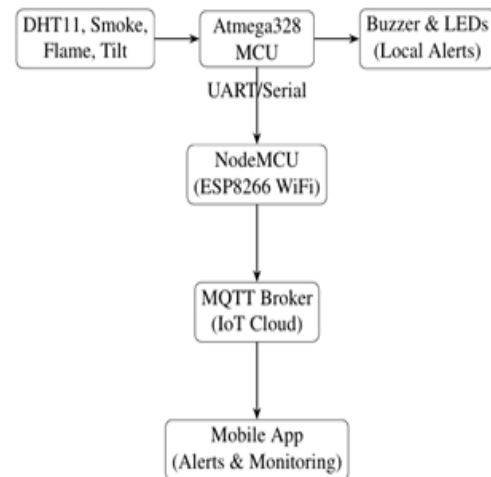 DHT11, Smoke,
Flame, Tilt
Atmega328
MCU
Buzzer & LEDs
(Local Alerts)
UART/Serial
NodeMCU
(ESP8266 WiFi)
MQTT Broker
(IoT Cloud)
Mobile App
(Alerts & Monitoring)